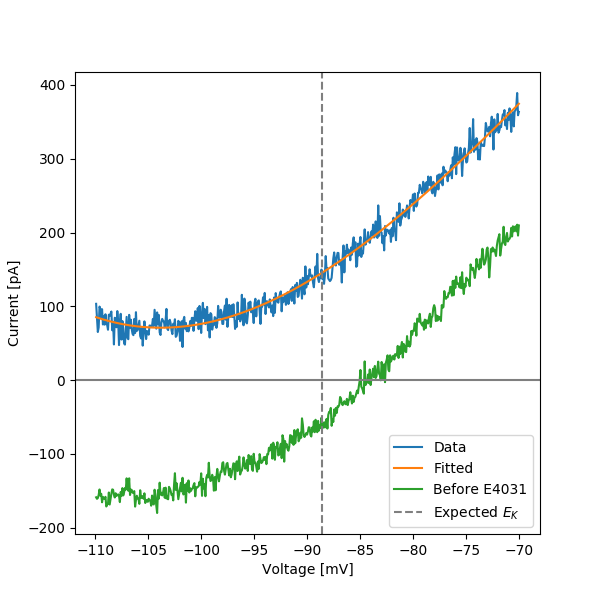 400
300
200
100
0
−100
−200
Current [pA]
Data
Fitted
Before E4031
Expected E_K
−110 −105 −100 −95 −90 −85 −80 −75 −70
Voltage [mV]